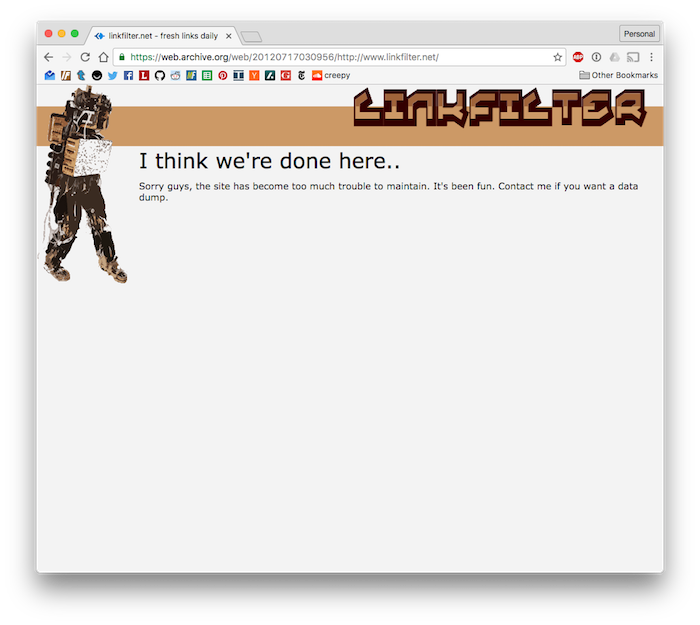 linkfilter.net - fresh links daily
Personal
https://web.archive.org/web/20120717030956/http://www.linkfilter.net/
ABP
creepy
Other Bookmarks
LINKFILTER
I think we're done here..
Sorry guys, the site has become too much trouble to maintain. It's been fun. Contact me if you want a data
dump.